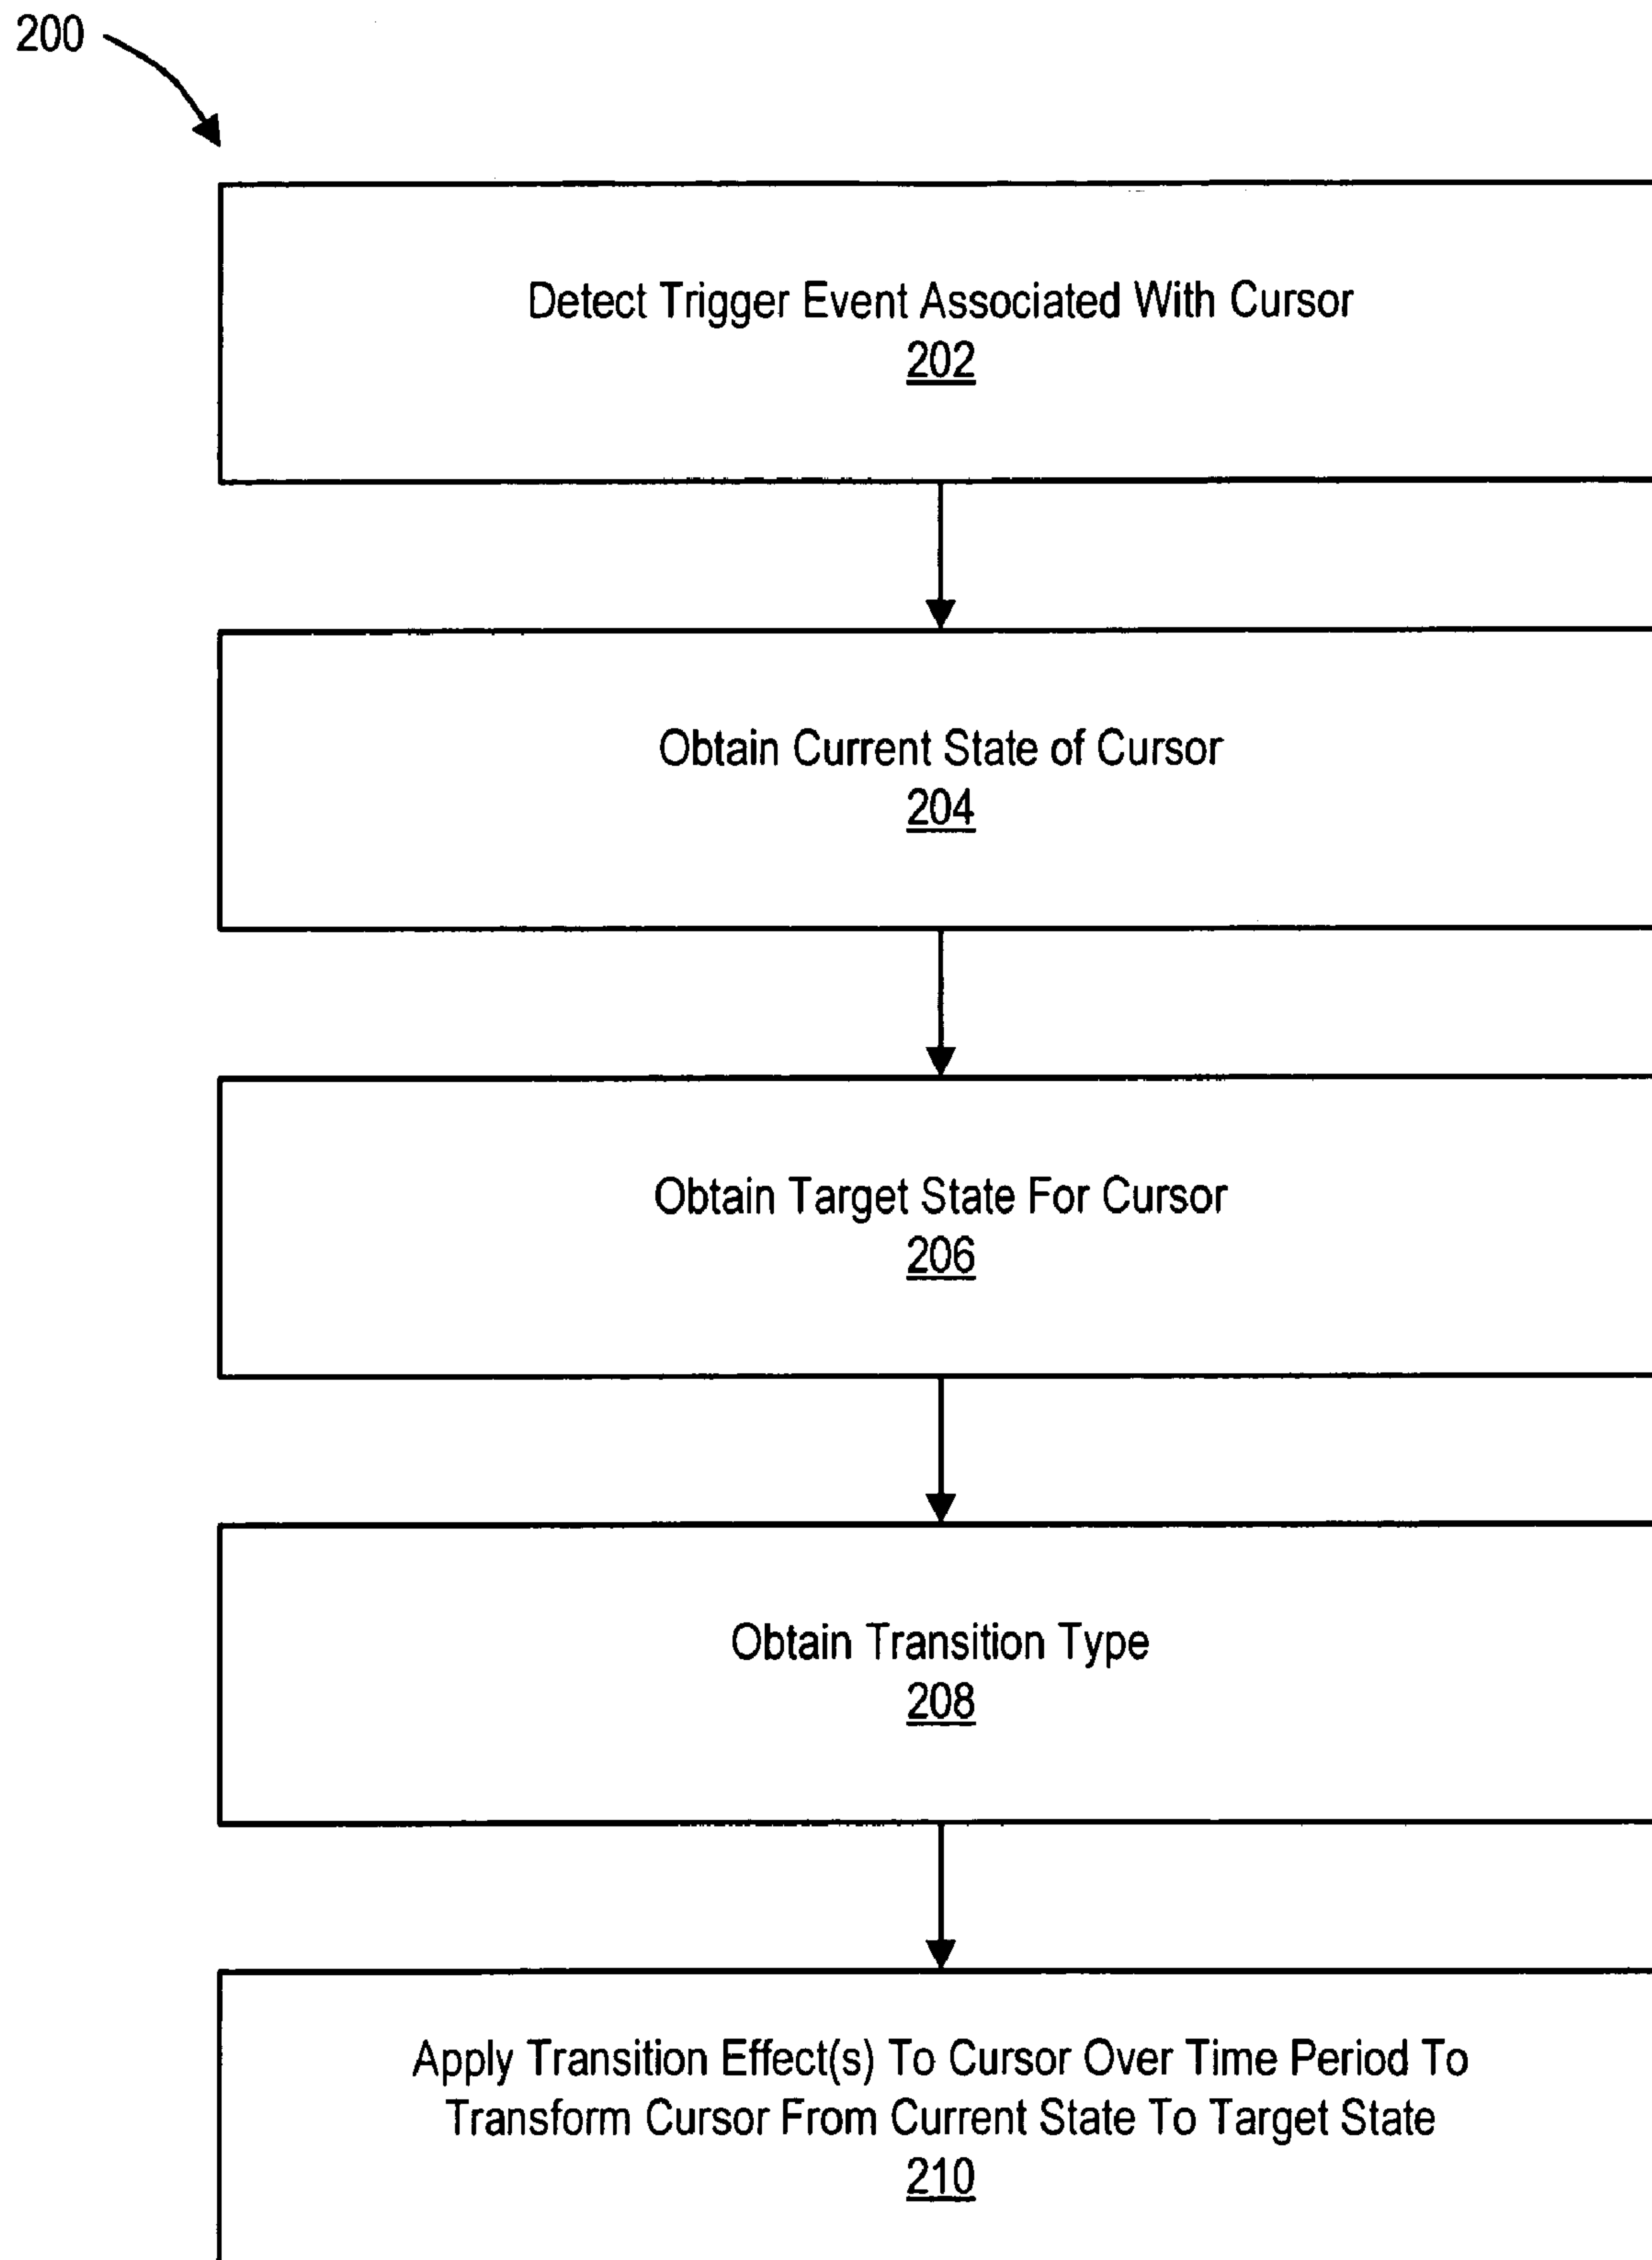 200
Detect Trigger Event Associated With Cursor
202
Obtain Current State of Cursor
204
Obtain Target State For Cursor
206
Obtain Transition Type
208
Apply Transition Effect(s) To Cursor Over Time Period To
Transform Cursor From Current State To Target State
210